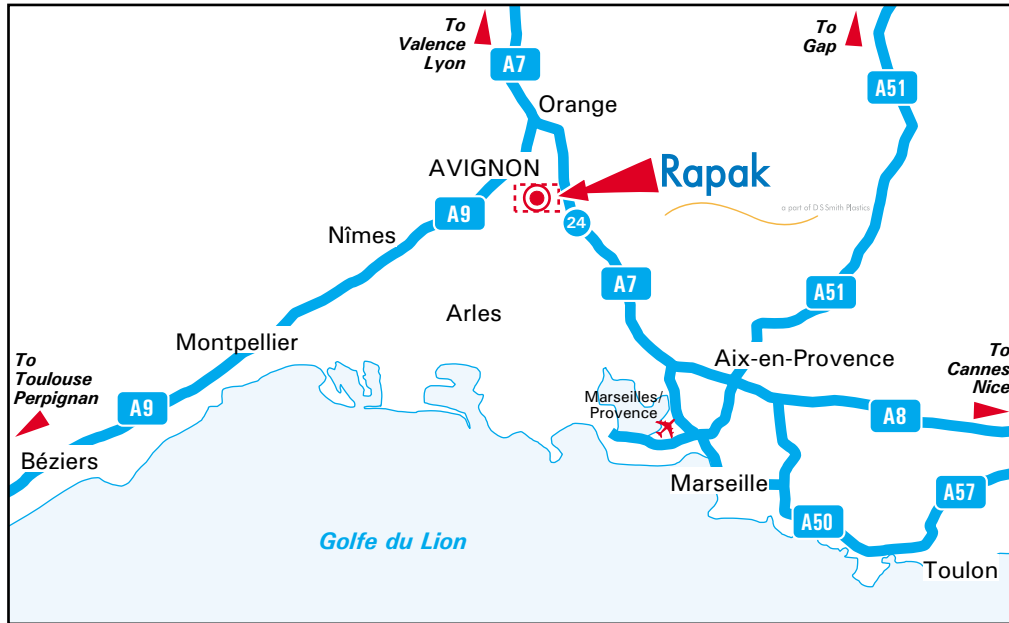 To
Valence
Lyon
To
Gap
A7
A51
Orange
AVIGNON
Rapak
a part of DS Smith Plastics
A9
24
Nîmes
A7
A51
Arles
Montpellier
Aix-en-Provence
To
Toulouse
Perpignan
To
Cannes
Nice
Marseilles/
Provence
A9
A8
Béziers
Marseille
A57
A50
Golfe du Lion
Toulon